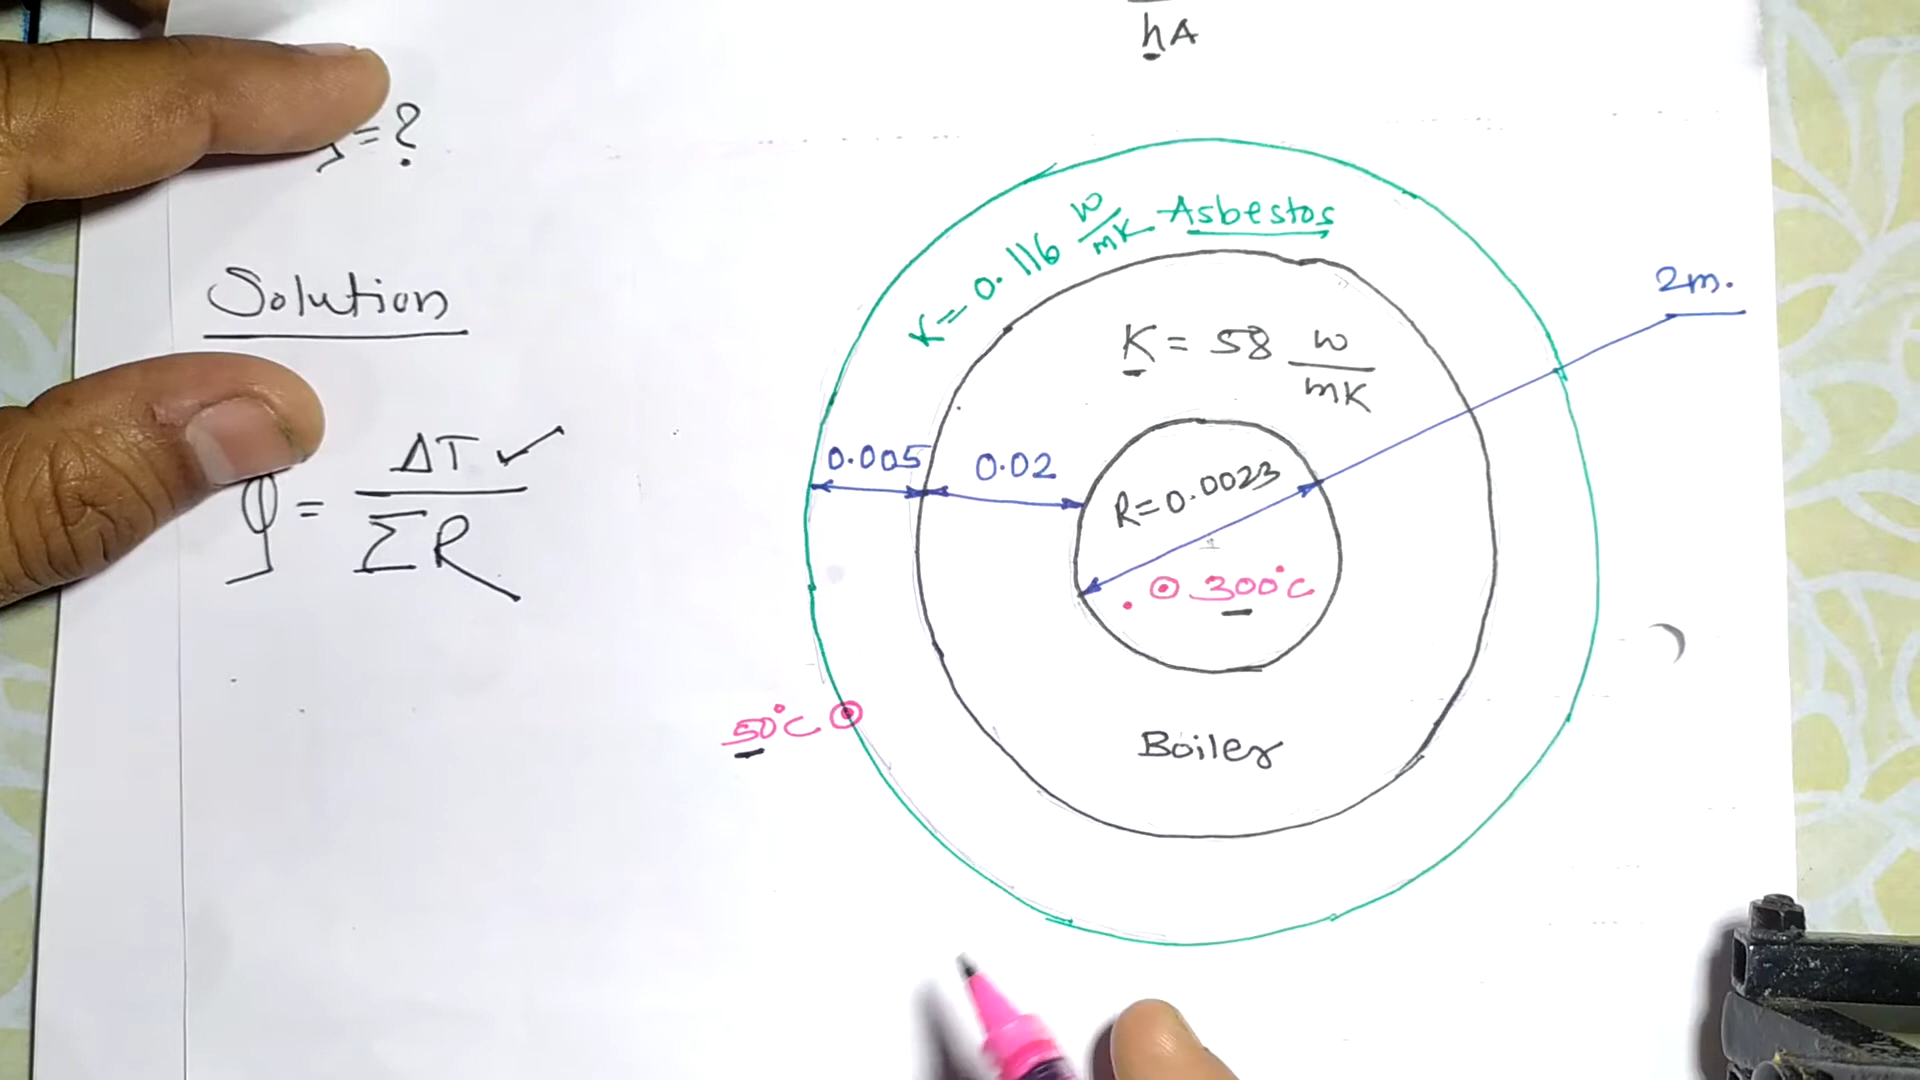 hA
=?
Solution
φ = ΔT ✓
ΣR
K= 0.116 w/mK Asbestos
2m.
K = 58 w/mK
0.005
0.02
R=0.0023
300°C
50°C
Boiler